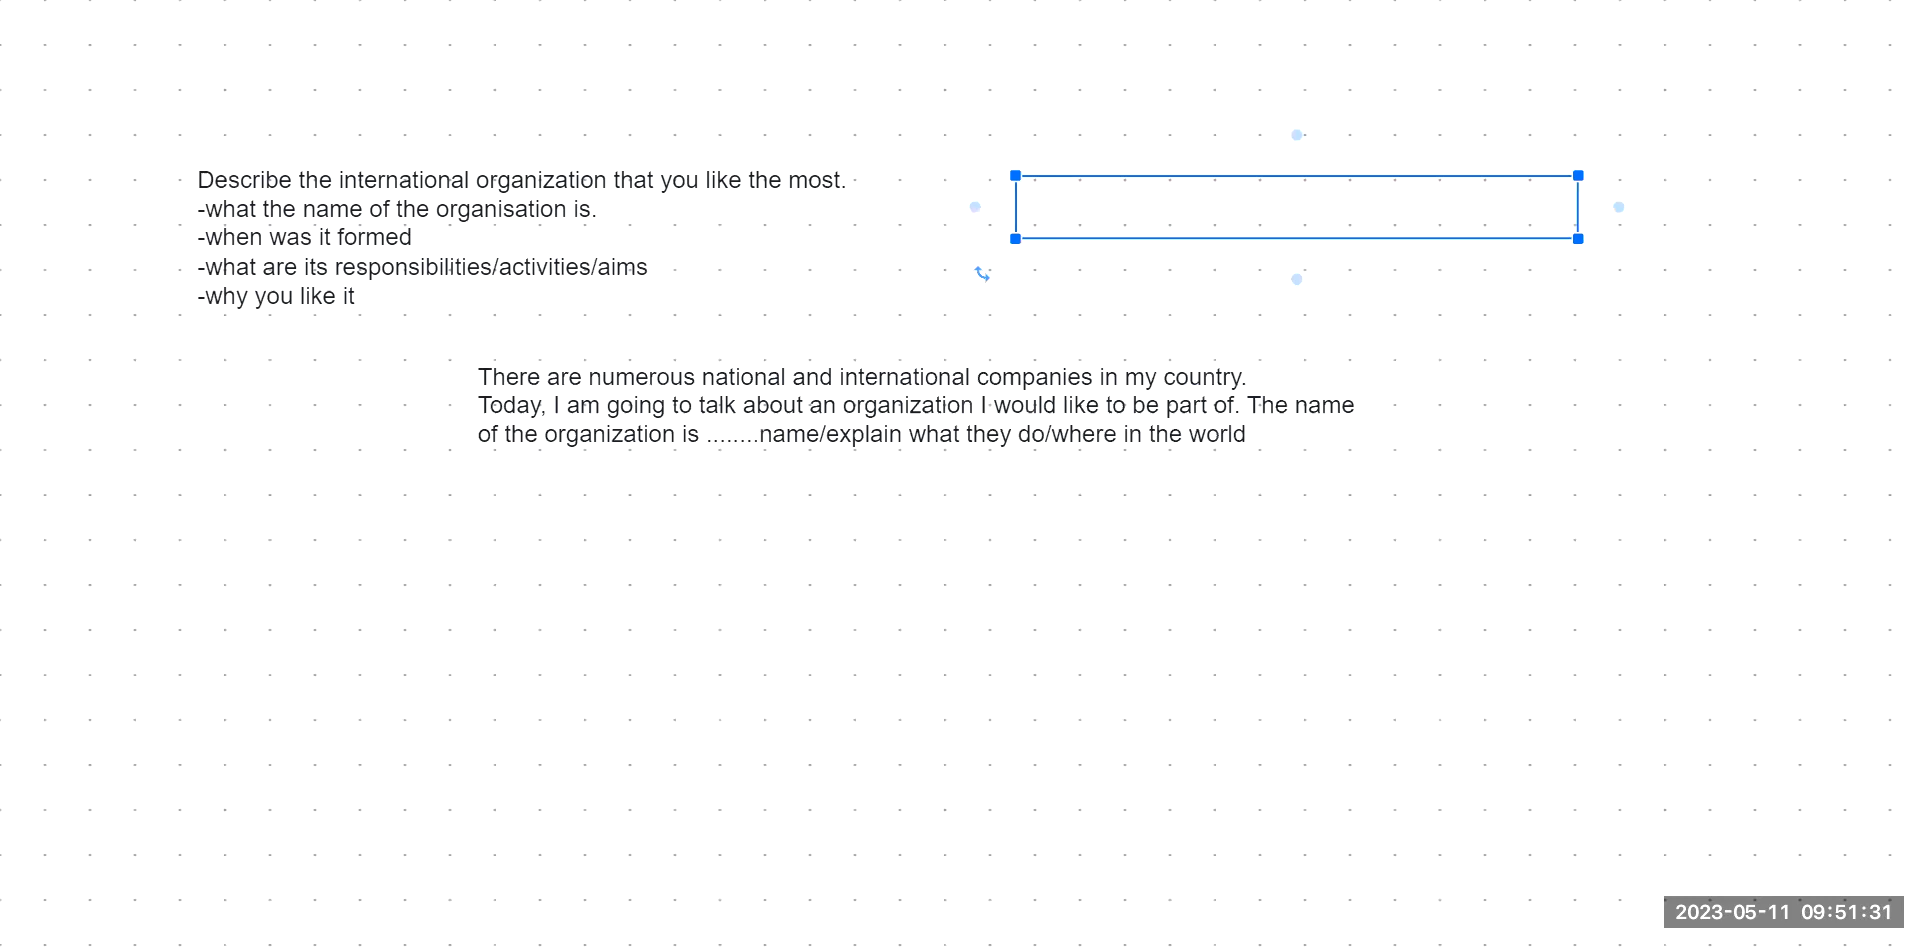 Describe the international organization that you like the most.
-what the name of the organisation is.
-when was it formed
-what are its responsibilities/activities/aims
-why you like it
There are numerous national and international companies in my country.
Today, I am going to talk about an organization I would like to be part of. The name
of the organization is ........name/explain what they do/where in the world
2023-05-11 09:51:31